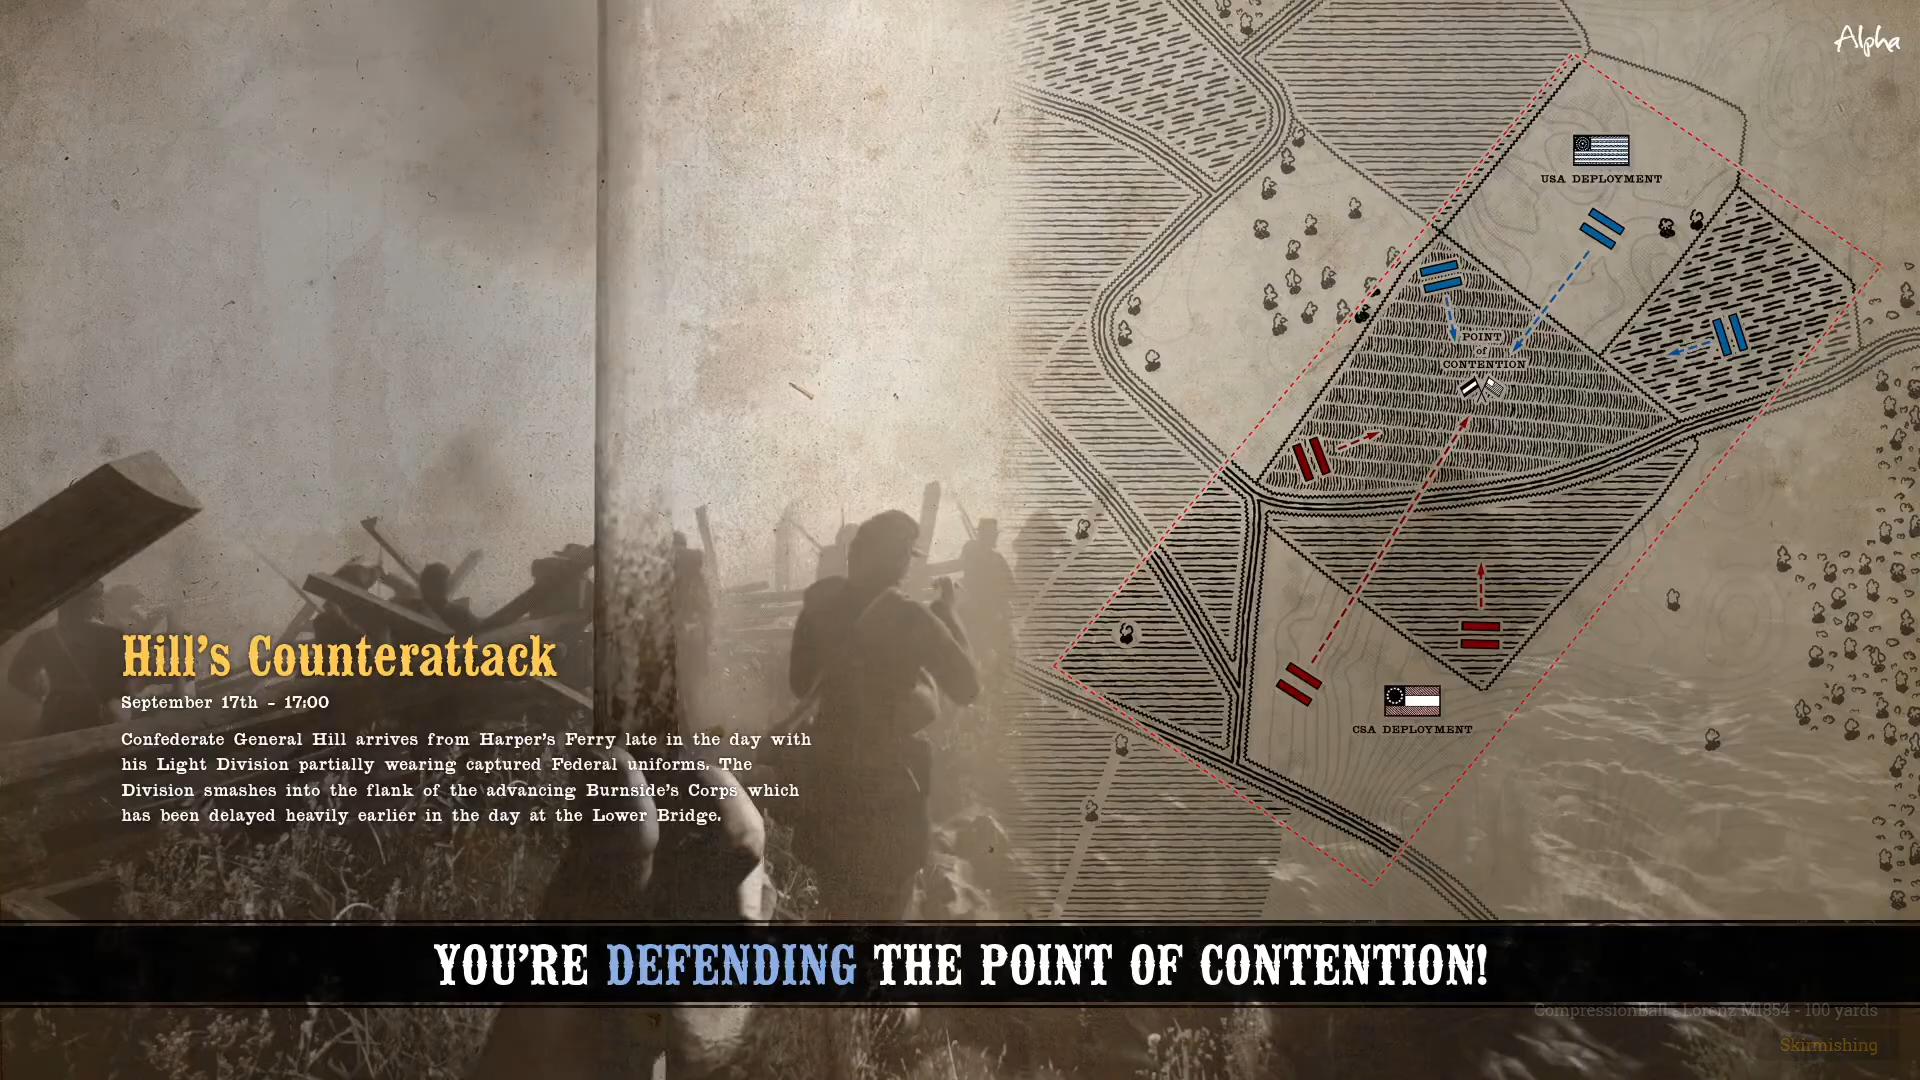 Alpha
USA DEPLOYMENT
POINT
of
CONTENTION
CSA DEPLOYMENT
Hill's Counterattack
September 17th - 17:00
Confederate General Hill arrives from Harper's Ferry late in the day with
his Light Division partially wearing captured Federal uniforms. The
Division smashes into the flank of the advancing Burnside's Corps which
has been delayed heavily earlier in the day at the Lower Bridge.
YOU'RE DEFENDING THE POINT OF CONTENTION!
CompressionBall - Lorenz M1854 - 100 yards
Skirmishing